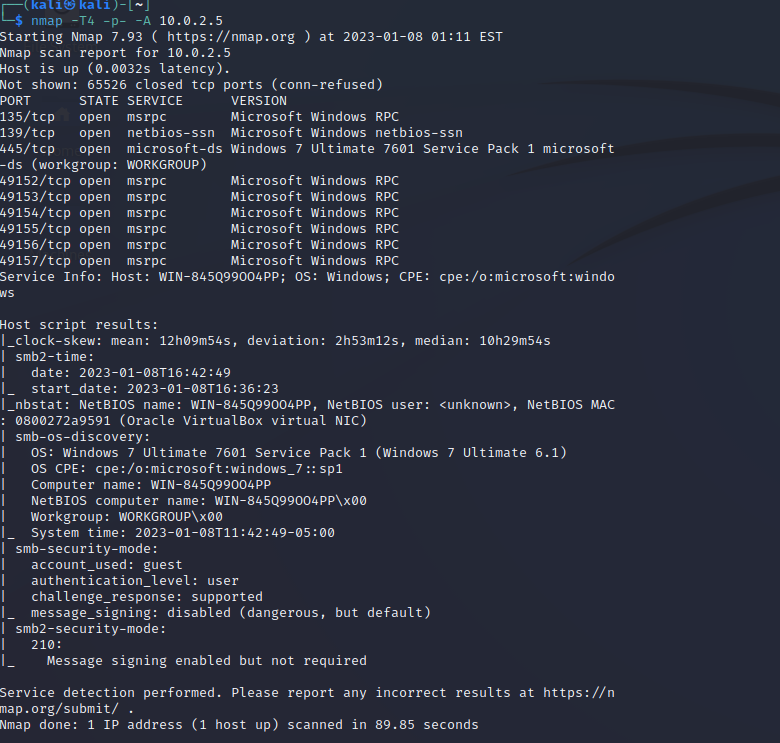 ┌──(kali㉿kali)-[~]
└─$ nmap -T4 -p- -A 10.0.2.5
Starting Nmap 7.93 ( https://nmap.org ) at 2023-01-08 01:11 EST
Nmap scan report for 10.0.2.5
Host is up (0.0032s latency).
Not shown: 65526 closed tcp ports (conn-refused)
PORT      STATE SERVICE      VERSION
135/tcp   open  msrpc        Microsoft Windows RPC
139/tcp   open  netbios-ssn  Microsoft Windows netbios-ssn
445/tcp   open  microsoft-ds Windows 7 Ultimate 7601 Service Pack 1 microsoft
-ds (workgroup: WORKGROUP)
49152/tcp open  msrpc        Microsoft Windows RPC
49153/tcp open  msrpc        Microsoft Windows RPC
49154/tcp open  msrpc        Microsoft Windows RPC
49155/tcp open  msrpc        Microsoft Windows RPC
49156/tcp open  msrpc        Microsoft Windows RPC
49157/tcp open  msrpc        Microsoft Windows RPC
Service Info: Host: WIN-845Q99OO4PP; OS: Windows; CPE: cpe:/o:microsoft:windo
ws

Host script results:
|_clock-skew: mean: 12h09m54s, deviation: 2h53m12s, median: 10h29m54s
| smb2-time:
|   date: 2023-01-08T16:42:49
|_  start_date: 2023-01-08T16:36:23
|_nbstat: NetBIOS name: WIN-845Q99OO4PP, NetBIOS user: <unknown>, NetBIOS MAC
: 0800272a9591 (Oracle VirtualBox virtual NIC)
| smb-os-discovery:
|   OS: Windows 7 Ultimate 7601 Service Pack 1 (Windows 7 Ultimate 6.1)
|   OS CPE: cpe:/o:microsoft:windows_7::sp1
|   Computer name: WIN-845Q99OO4PP
|   NetBIOS computer name: WIN-845Q99OO4PP\x00
|   Workgroup: WORKGROUP\x00
|_  System time: 2023-01-08T11:42:49-05:00
| smb-security-mode:
|   account_used: guest
|   authentication_level: user
|   challenge_response: supported
|_  message_signing: disabled (dangerous, but default)
| smb2-security-mode:
|   210:
|_    Message signing enabled but not required

Service detection performed. Please report any incorrect results at https://n
map.org/submit/ .
Nmap done: 1 IP address (1 host up) scanned in 89.85 seconds